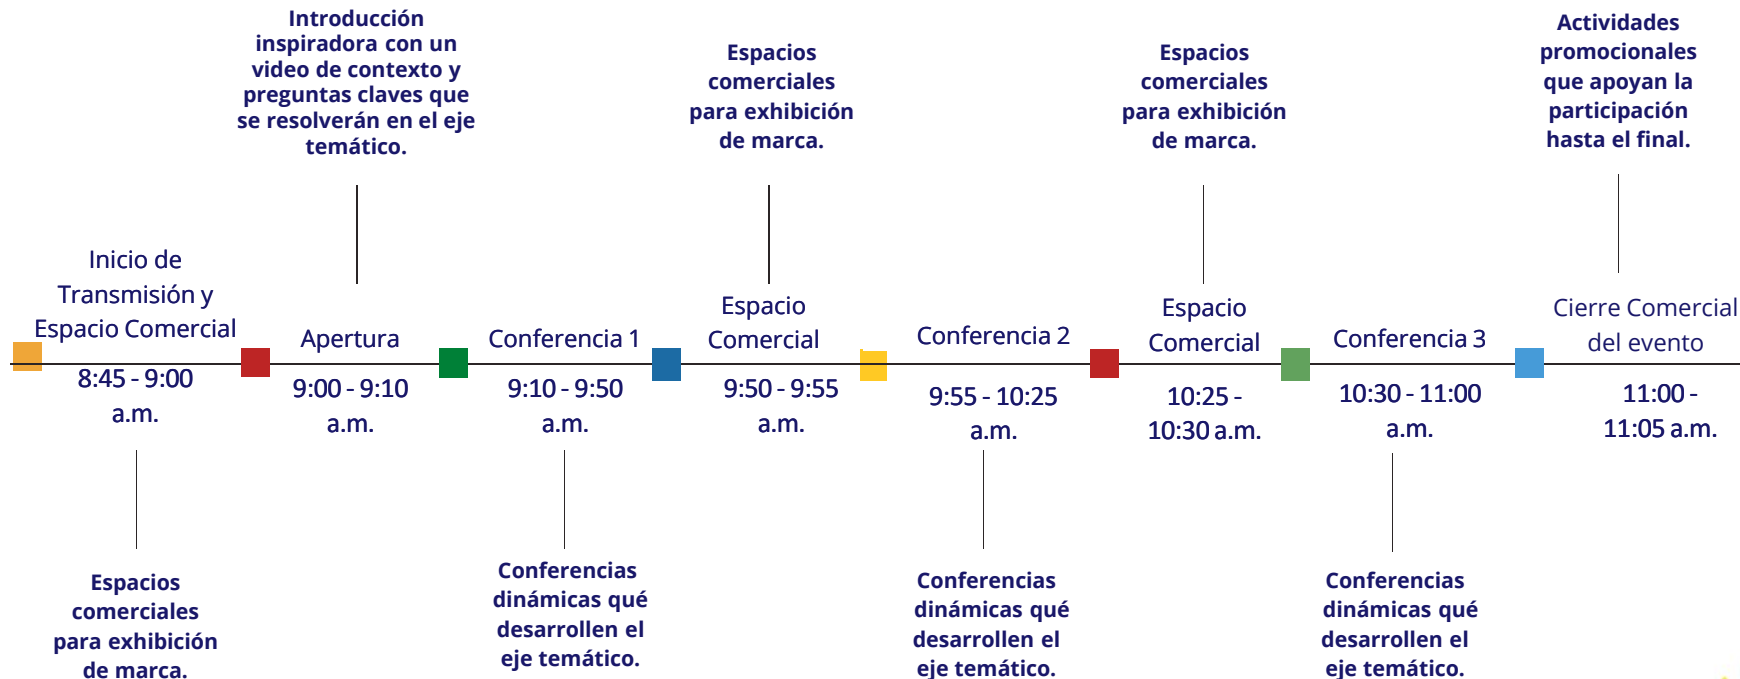 Introducción
inspiradora con un
video de contexto y
preguntas claves que
se resolverán en el eje
temático.
Espacios
comerciales
para exhibición
de marca.
Espacios
comerciales
para exhibición
de marca.
Actividades
promocionales
que apoyan la
participación
hasta el final.
Inicio de
Transmisión y
Espacio Comercial
8:45 - 9:00
a.m.
Apertura
9:00 - 9:10
a.m.
Conferencia 1
9:10 - 9:50
a.m.
Espacio
Comercial
9:50 - 9:55
a.m.
Conferencia 2
9:55 - 10:25
a.m.
Espacio
Comercial
10:25 -
10:30 a.m.
Conferencia 3
10:30 - 11:00
a.m.
Cierre Comercial
del evento
11:00 -
11:05 a.m.
Espacios
comerciales
para exhibición
de marca.
Conferencias
dinámicas qué
desarrollen el
eje temático.
Conferencias
dinámicas qué
desarrollen el
eje temático.
Conferencias
dinámicas qué
desarrollen el
eje temático.